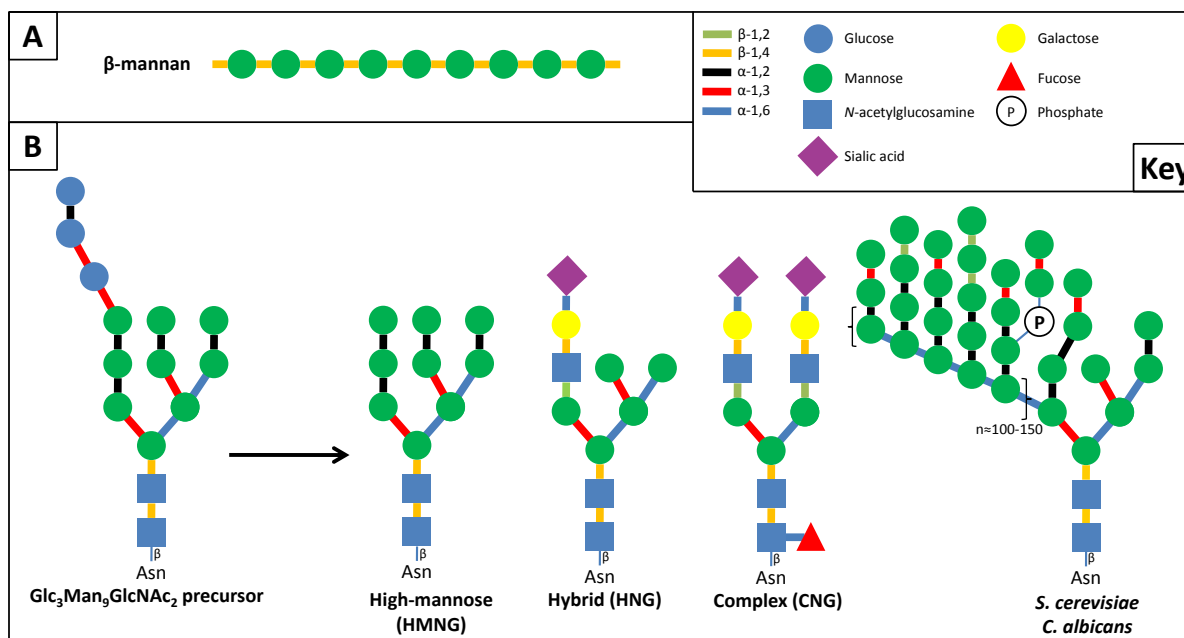 A
β-mannan
β-1,2
β-1,4
α-1,2
α-1,3
α-1,6
Glucose
Mannose
N-acetylglucosamine
Sialic acid
Galactose
Fucose
P Phosphate
Key
B
P
n≈100-150
β
Asn
Glc3Man9GlcNAc2 precursor
β
Asn
High-mannose
(HMNG)
β
Asn
Hybrid (HNG)
β
Asn
Complex (CNG)
β
Asn
S. cerevisiae
C. albicans